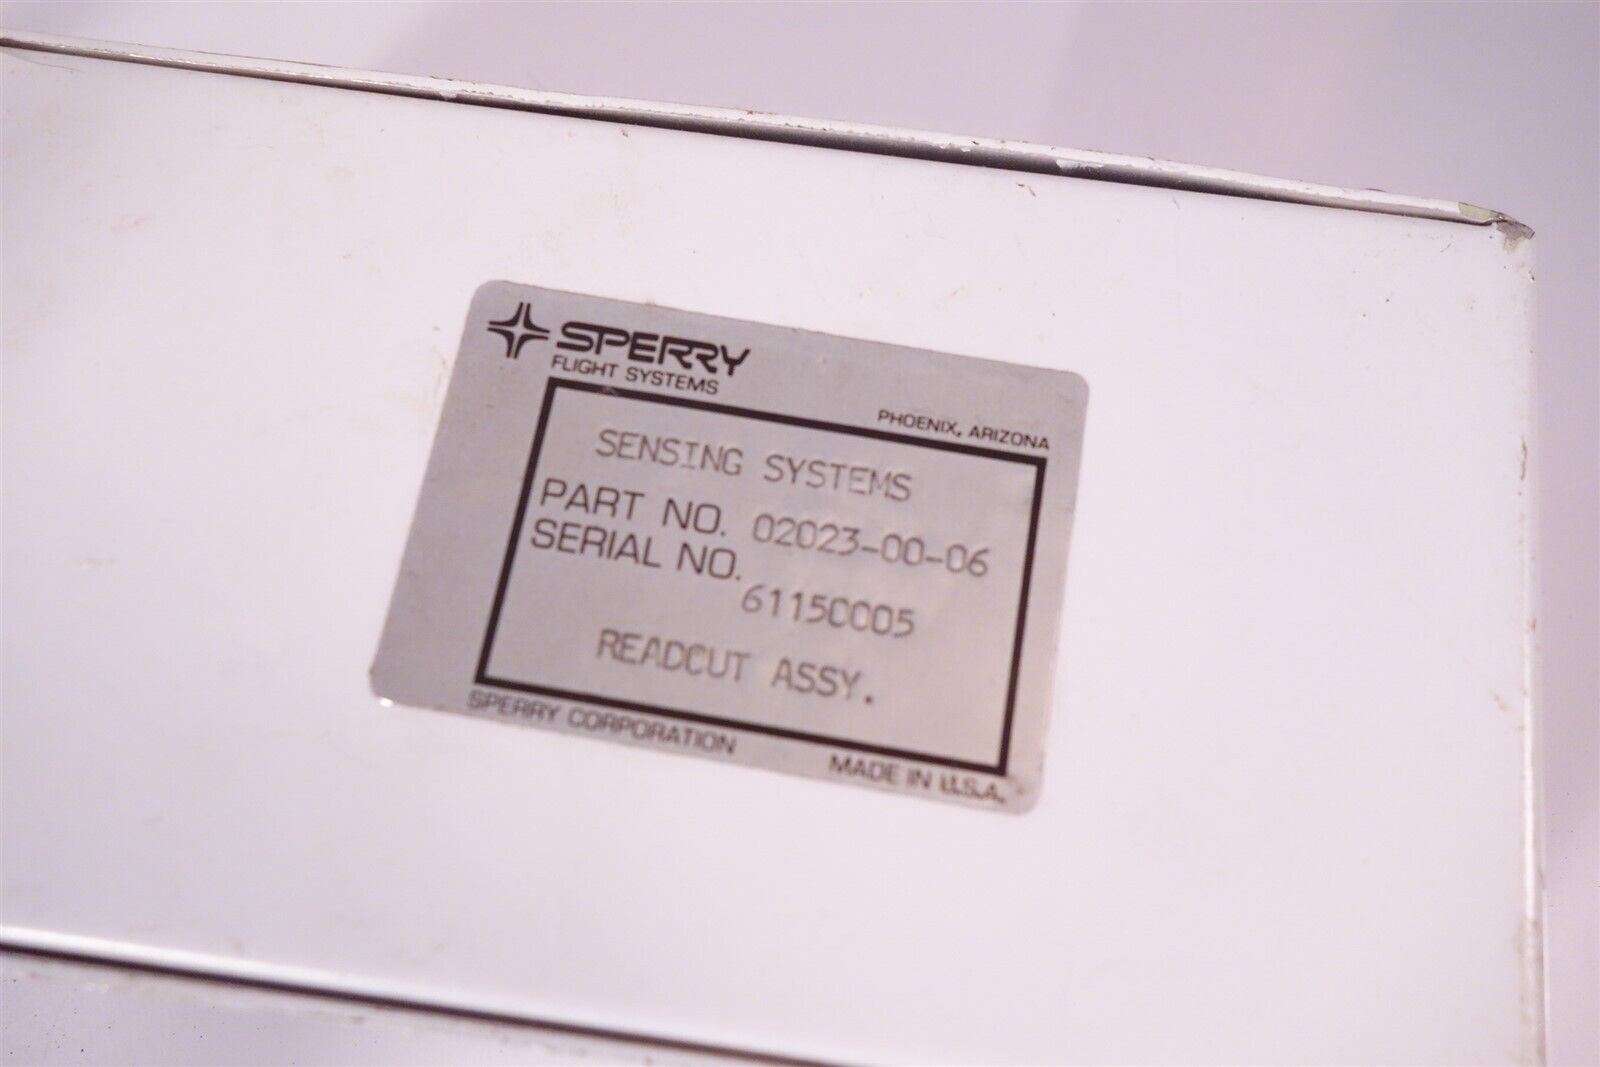 SPERRY
FLIGHT SYSTEMS
PHOENIX, ARIZONA
SENSING SYSTEMS
PART NO. 02023-00-06
SERIAL NO.
61150005
READOUT ASSY.
SPERRY CORPORATION
MADE IN U.S.A.